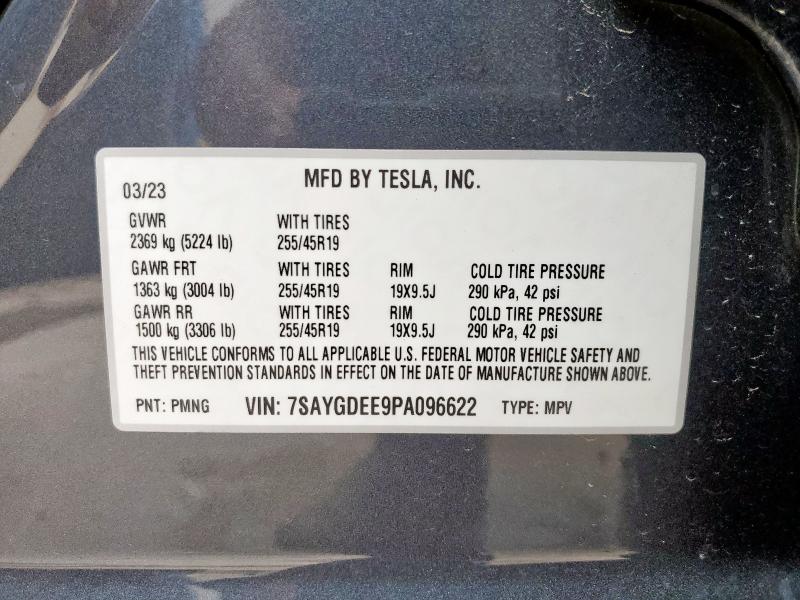 MFD BY TESLA, INC.
03/23
GVWR WITH TIRES
2369 kg (5224 lb) 255/45R19
GAWR FRT WITH TIRES RIM COLD TIRE PRESSURE
1363 kg (3004 lb) 255/45R19 19X9.5J 290 kPa, 42 psi
GAWR RR WITH TIRES RIM COLD TIRE PRESSURE
1500 kg (3306 lb) 255/45R19 19X9.5J 290 kPa, 42 psi
THIS VEHICLE CONFORMS TO ALL APPLICABLE U.S. FEDERAL MOTOR VEHICLE SAFETY AND
THEFT PREVENTION STANDARDS IN EFFECT ON THE DATE OF MANUFACTURE SHOWN ABOVE.
PNT: PMNG VIN: 7SAYGDEE9PA096622 TYPE: MPV